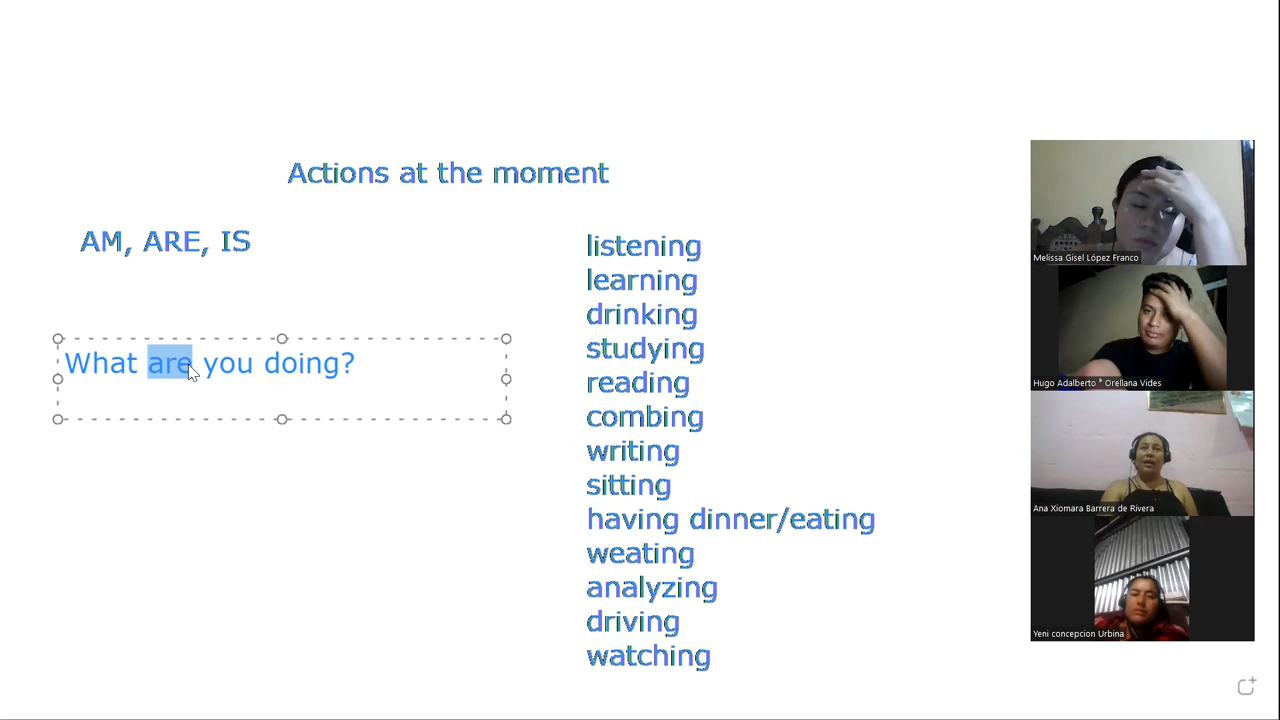 Actions at the moment
AM, ARE, IS
What are you doing?
listening
learning
drinking
studying
reading
combing
writing
sitting
having dinner/eating
weating
analyzing
driving
watching
Melissa Gisel López Franco
Hugo Adalberto * Orellana Vides
Ana Xiomara Barrera de Rivera
Yeni concepcion Urbina